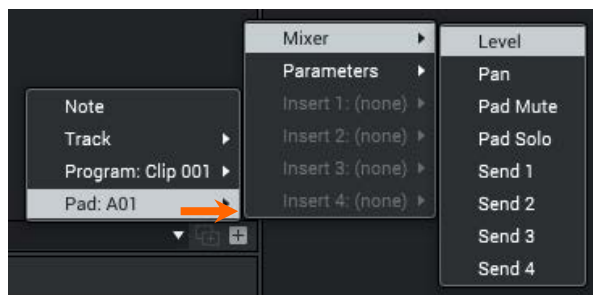 Note
Track
Program: Clip 001
Pad: A01
Mixer
Parameters
Insert 1: (none)
Insert 2: (none)
Insert 3: (none)
Insert 4: (none)
Level
Pan
Pad Mute
Pad Solo
Send 1
Send 2
Send 3
Send 4